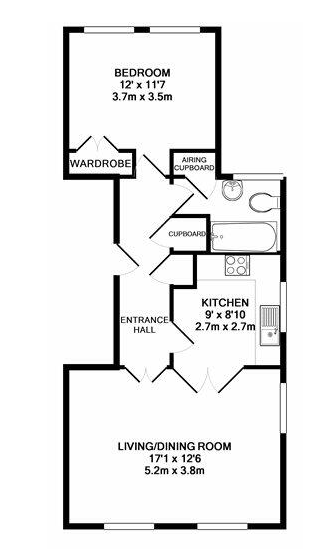 BEDROOM
12' x 11'7
3.7m x 3.5m
WARDROBE
AIRING
CUPBOARD
CUPBOARD
KITCHEN
9' x 8'10
2.7m x 2.7m
ENTRANCE
HALL
LIVING/DINING ROOM
17'1 x 12'6
5.2m x 3.8m